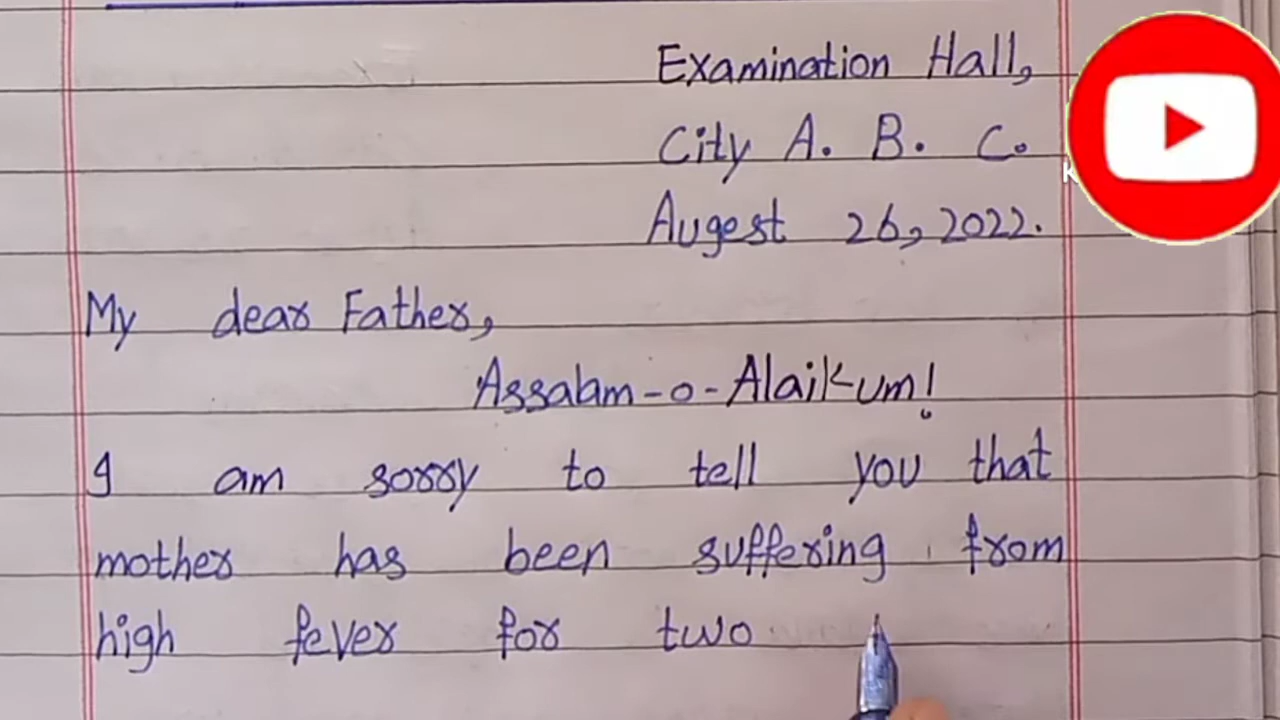 Examination Hall,
City A. B. C.
Augest 26, 2022.
My dear Father,
Assalam-o-Alaikum!
I am sorry to tell you that
mother has been suffering from
high fever for two